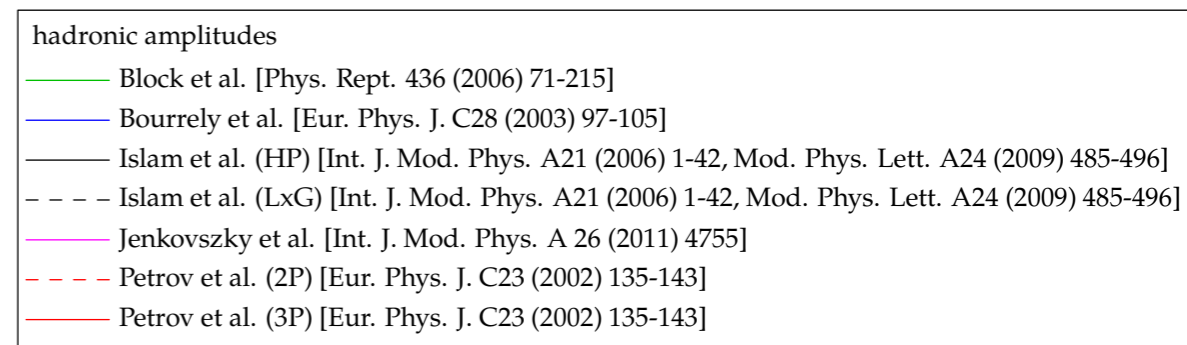 hadronic amplitudes
Block et al. [Phys. Rept. 436 (2006) 71-215]
Bourrely et al. [Eur. Phys. J. C28 (2003) 97-105]
Islam et al. (HP) [Int. J. Mod. Phys. A21 (2006) 1-42, Mod. Phys. Lett. A24 (2009) 485-496]
Islam et al. (LxG) [Int. J. Mod. Phys. A21 (2006) 1-42, Mod. Phys. Lett. A24 (2009) 485-496]
Jenkovszky et al. [Int. J. Mod. Phys. A 26 (2011) 4755]
Petrov et al. (2P) [Eur. Phys. J. C23 (2002) 135-143]
Petrov et al. (3P) [Eur. Phys. J. C23 (2002) 135-143]